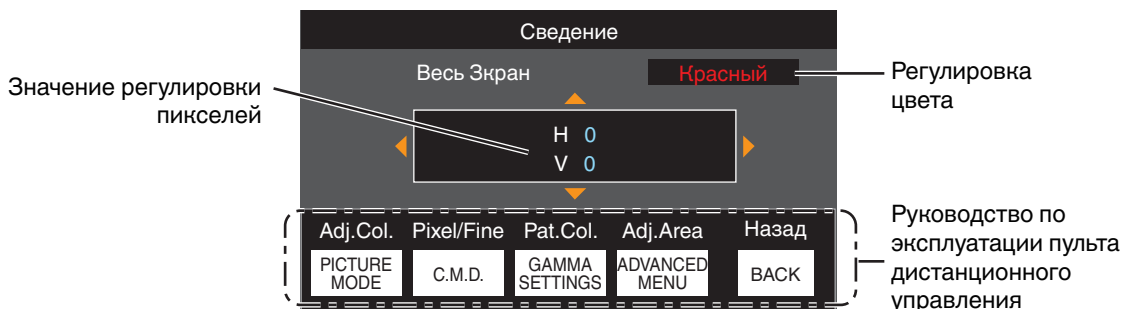 Сведение
Весь Зкран
Красный
Значение регулировки
пикселей
Регулировка
цвета
H 0
V 0
Adj.Col. Pixel/Fine Pat.Col. Adj.Area Назад
PICTURE
MODE
C.M.D.
GAMMA
SETTINGS
ADVANCED
MENU
BACK
Руководство по
эксплуатации пульта
дистанционного
управления